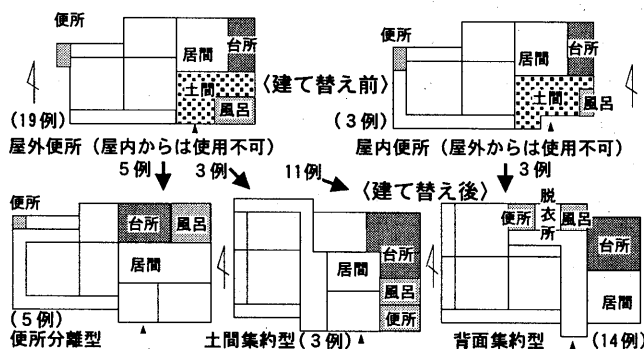 便所
居間
台所
土間
風呂
(19例)
屋外便所（屋内からは使用不可）
〈建て替え前〉
便所
居間
台所
土間
風呂
(3例)
屋内便所（屋外からは使用不可）
5例
3例
11例
3例
〈建て替え後〉
便所
台所
風呂
居間
(5例)
便所分離型
居間
台所
風呂
便所
土間集約型(3例)
便所
脱衣所
風呂
台所
居間
背面集約型
(14例)